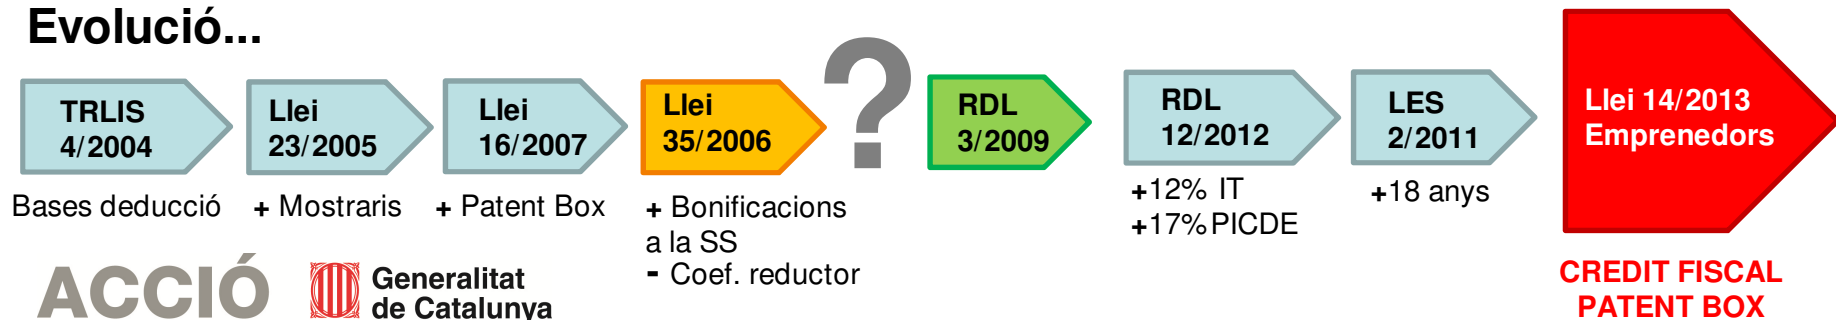 Evolució...
TRLIS
4/2004
Bases deducció
Llei
23/2005
+ Mostraris
Llei
16/2007
+ Patent Box
Llei
35/2006
+ Bonificacions
a la SS
- Coef. reductor
?
RDL
3/2009
RDL
12/2012
+12% IT
+17% PICDE
LES
2/2011
+18 anys
Llei 14/2013
Emprenedors
CREDIT FISCAL
PATENT BOX
ACCIÓ
Generalitat
de Catalunya